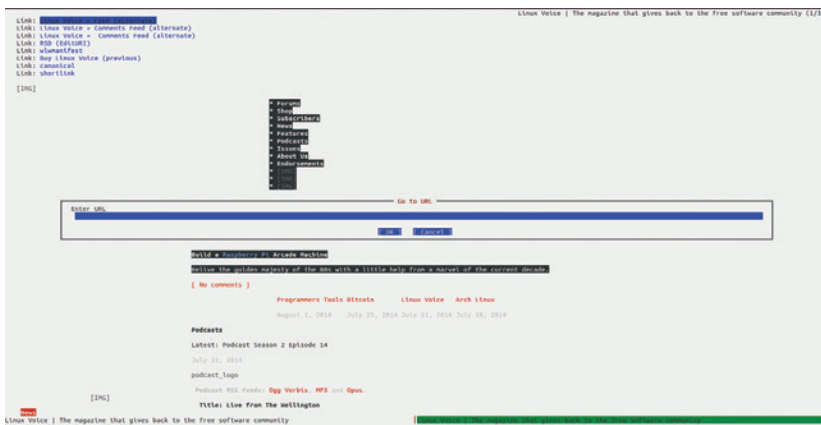 Linux Voice | The magazine that gives back to the free software community (1/3
Link: Linux Voice » Feed (alternate)
Link: Linux Voice » Comments Feed (alternate)
Link: Linux Voice » Comments Feed (alternate)
Link: RSD (EditURI)
Link: wlwmanifest
Link: Buy Linux Voice (previous)
Link: canonical
Link: shortlink
[IMG]
* Forums
* Shop
* Subscribers
* News
* Features
* Podcasts
* Issues
* About Us
* Endorsements
* [IMG]
* [IMG]
* [IMG]
Go to URL
Enter URL
[ OK ] [ Cancel ]
Build a Raspberry Pi Arcade Machine
Relive the golden majesty of the 80s with a little help from a marvel of the current decade.
[ No comments ]
Programmers Tools Bitcoin Linux Voice Arch Linux
August 1, 2014 July 25, 2014 July 21, 2014 July 20, 2014
Podcasts
Latest: Podcast Season 2 Episode 14
July 21, 2014
podcast_logo
Podcast RSS Feeds: Ogg Vorbis, MP3 and Opus.
[IMG]
Title: Live from The Wellington
News
Linux Voice | The magazine that gives back to the free software community
Linux Voice | The magazine that gives back to the free software community